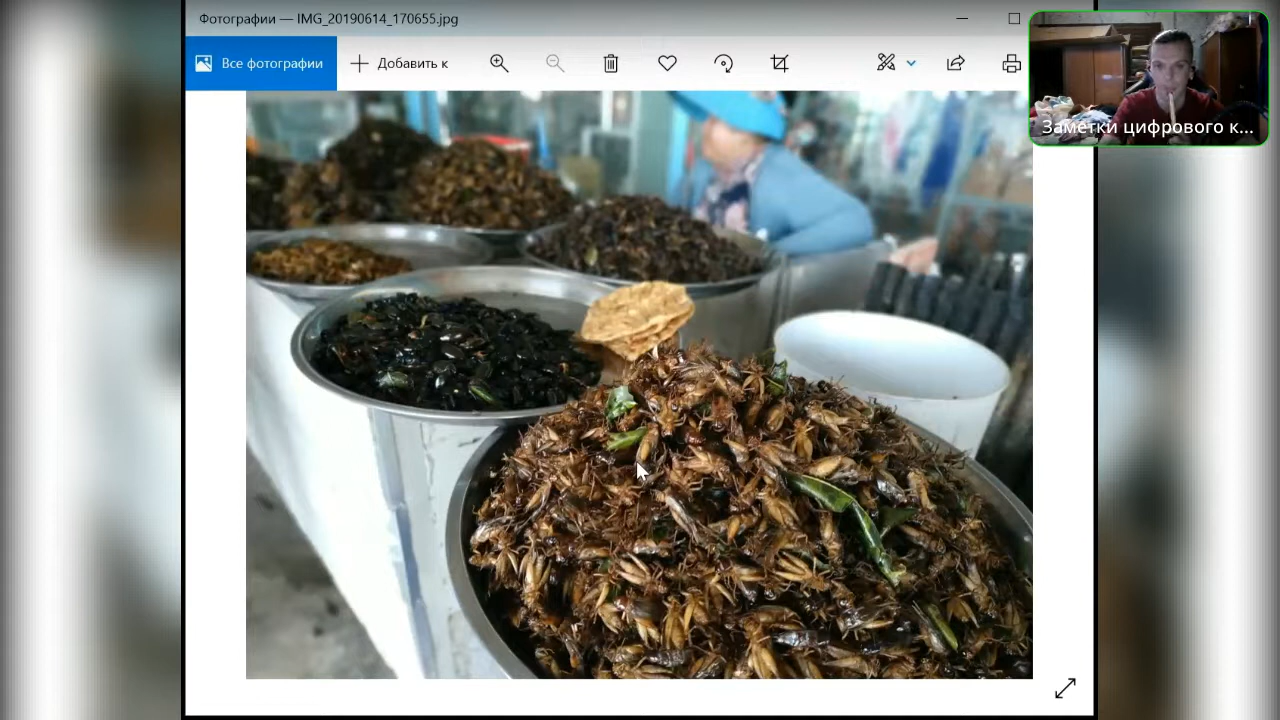 Фотографии — IMG_20190614_170655.jpg
Все фотографии
Добавить к
Заметки цифрового к...